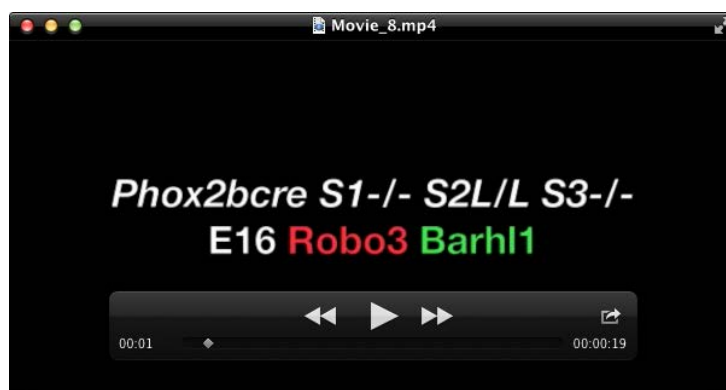 Movie_8.mp4
Phox2bcre S1-/- S2L/L S3-/-
E16 Robo3 Barhl1
00:01
00:00:19